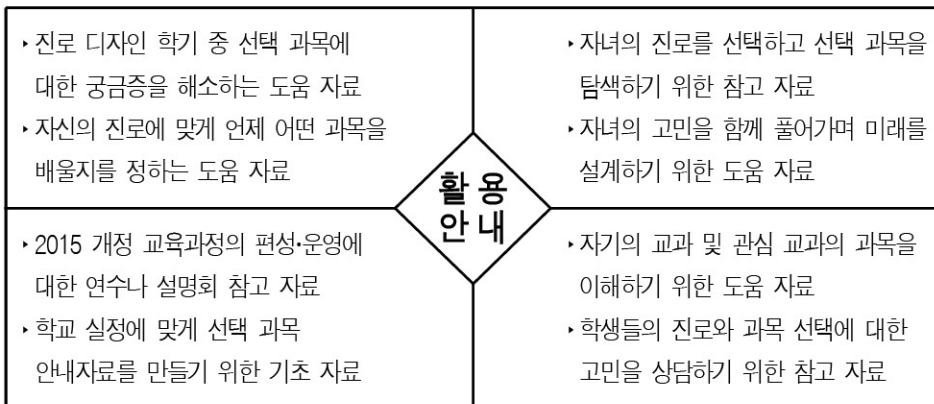 ‣ 진로 디자인 학기 중 선택 과목에
대한 궁금증을 해소하는 도움 자료
‣ 자신의 진로에 맞게 언제 어떤 과목을
배울지를 정하는 도움 자료
‣ 자녀의 진로를 선택하고 선택 과목을
탐색하기 위한 참고 자료
‣ 자녀의 고민을 함께 풀어가며 미래를
설계하기 위한 도움 자료
활용
안내
‣ 2015 개정 교육과정의 편성·운영에
대한 연수나 설명회 참고 자료
‣ 학교 실정에 맞게 선택 과목
안내자료를 만들기 위한 기초 자료
‣ 자기의 교과 및 관심 교과의 과목을
이해하기 위한 도움 자료
‣ 학생들의 진로와 과목 선택에 대한
고민을 상담하기 위한 참고 자료